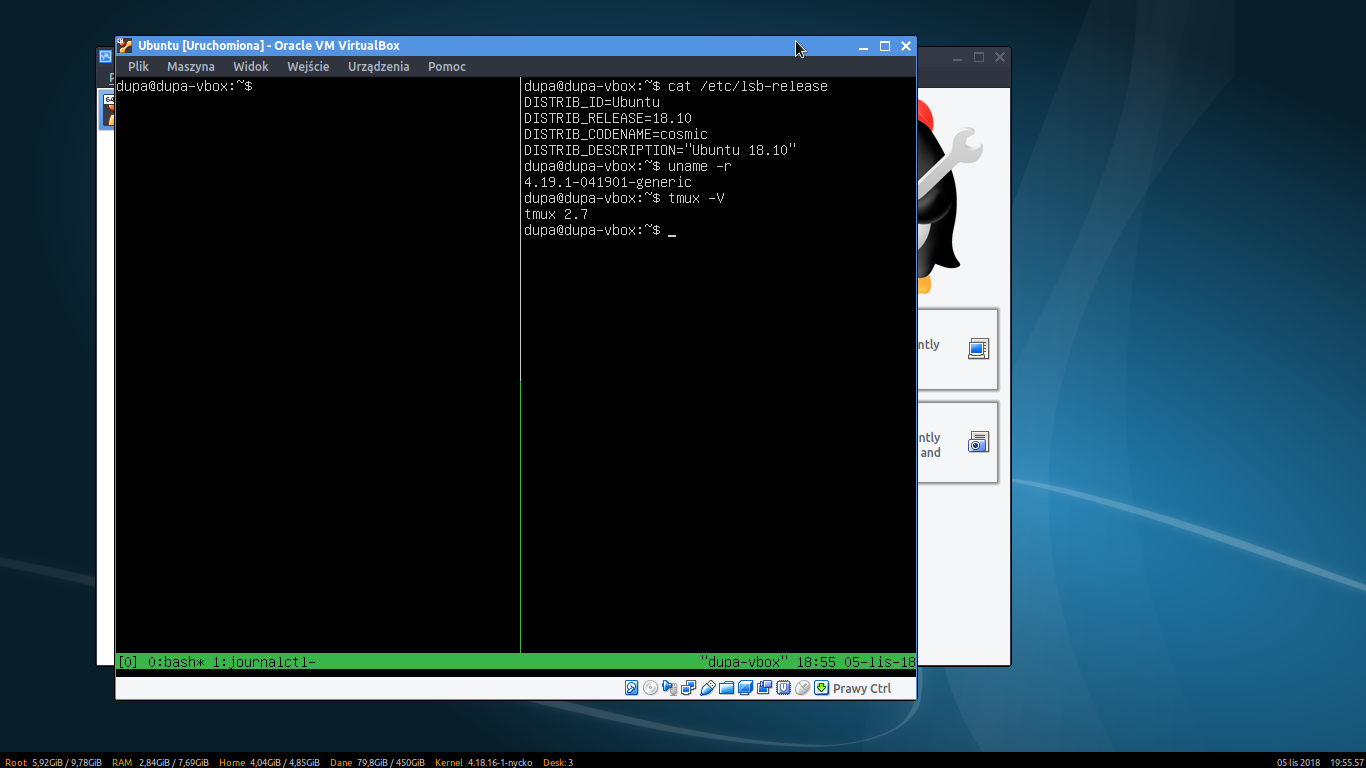 Ubuntu [Uruchomiona] - Oracle VM VirtualBox
Plik Maszyna Widok Wejście Urządzenia Pomoc
P
64
dupa@dupa-vbox:~$
dupa@dupa-vbox:~$ cat /etc/lsb-release
DISTRIB_ID=Ubuntu
DISTRIB_RELEASE=18.10
DISTRIB_CODENAME=cosmic
DISTRIB_DESCRIPTION="Ubuntu 18.10"
dupa@dupa-vbox:~$ uname -r
4.19.1-041901-generic
dupa@dupa-vbox:~$ tmux -V
tmux 2.7
dupa@dupa-vbox:~$ _
ntly
ntly
and
[0] 0:bash* 1:journalctl- "dupa-vbox" 18:55 05-lis-18
Prawy Ctrl
Root 5,92GiB / 9,78GiB RAM 2,84GiB / 7,69GiB Home 4,04GiB / 4,85GiB Dane 79,8GiB / 450GiB Kernel 4.18.16-1-nycko Desk: 3 05 lis 2018 19:55.57